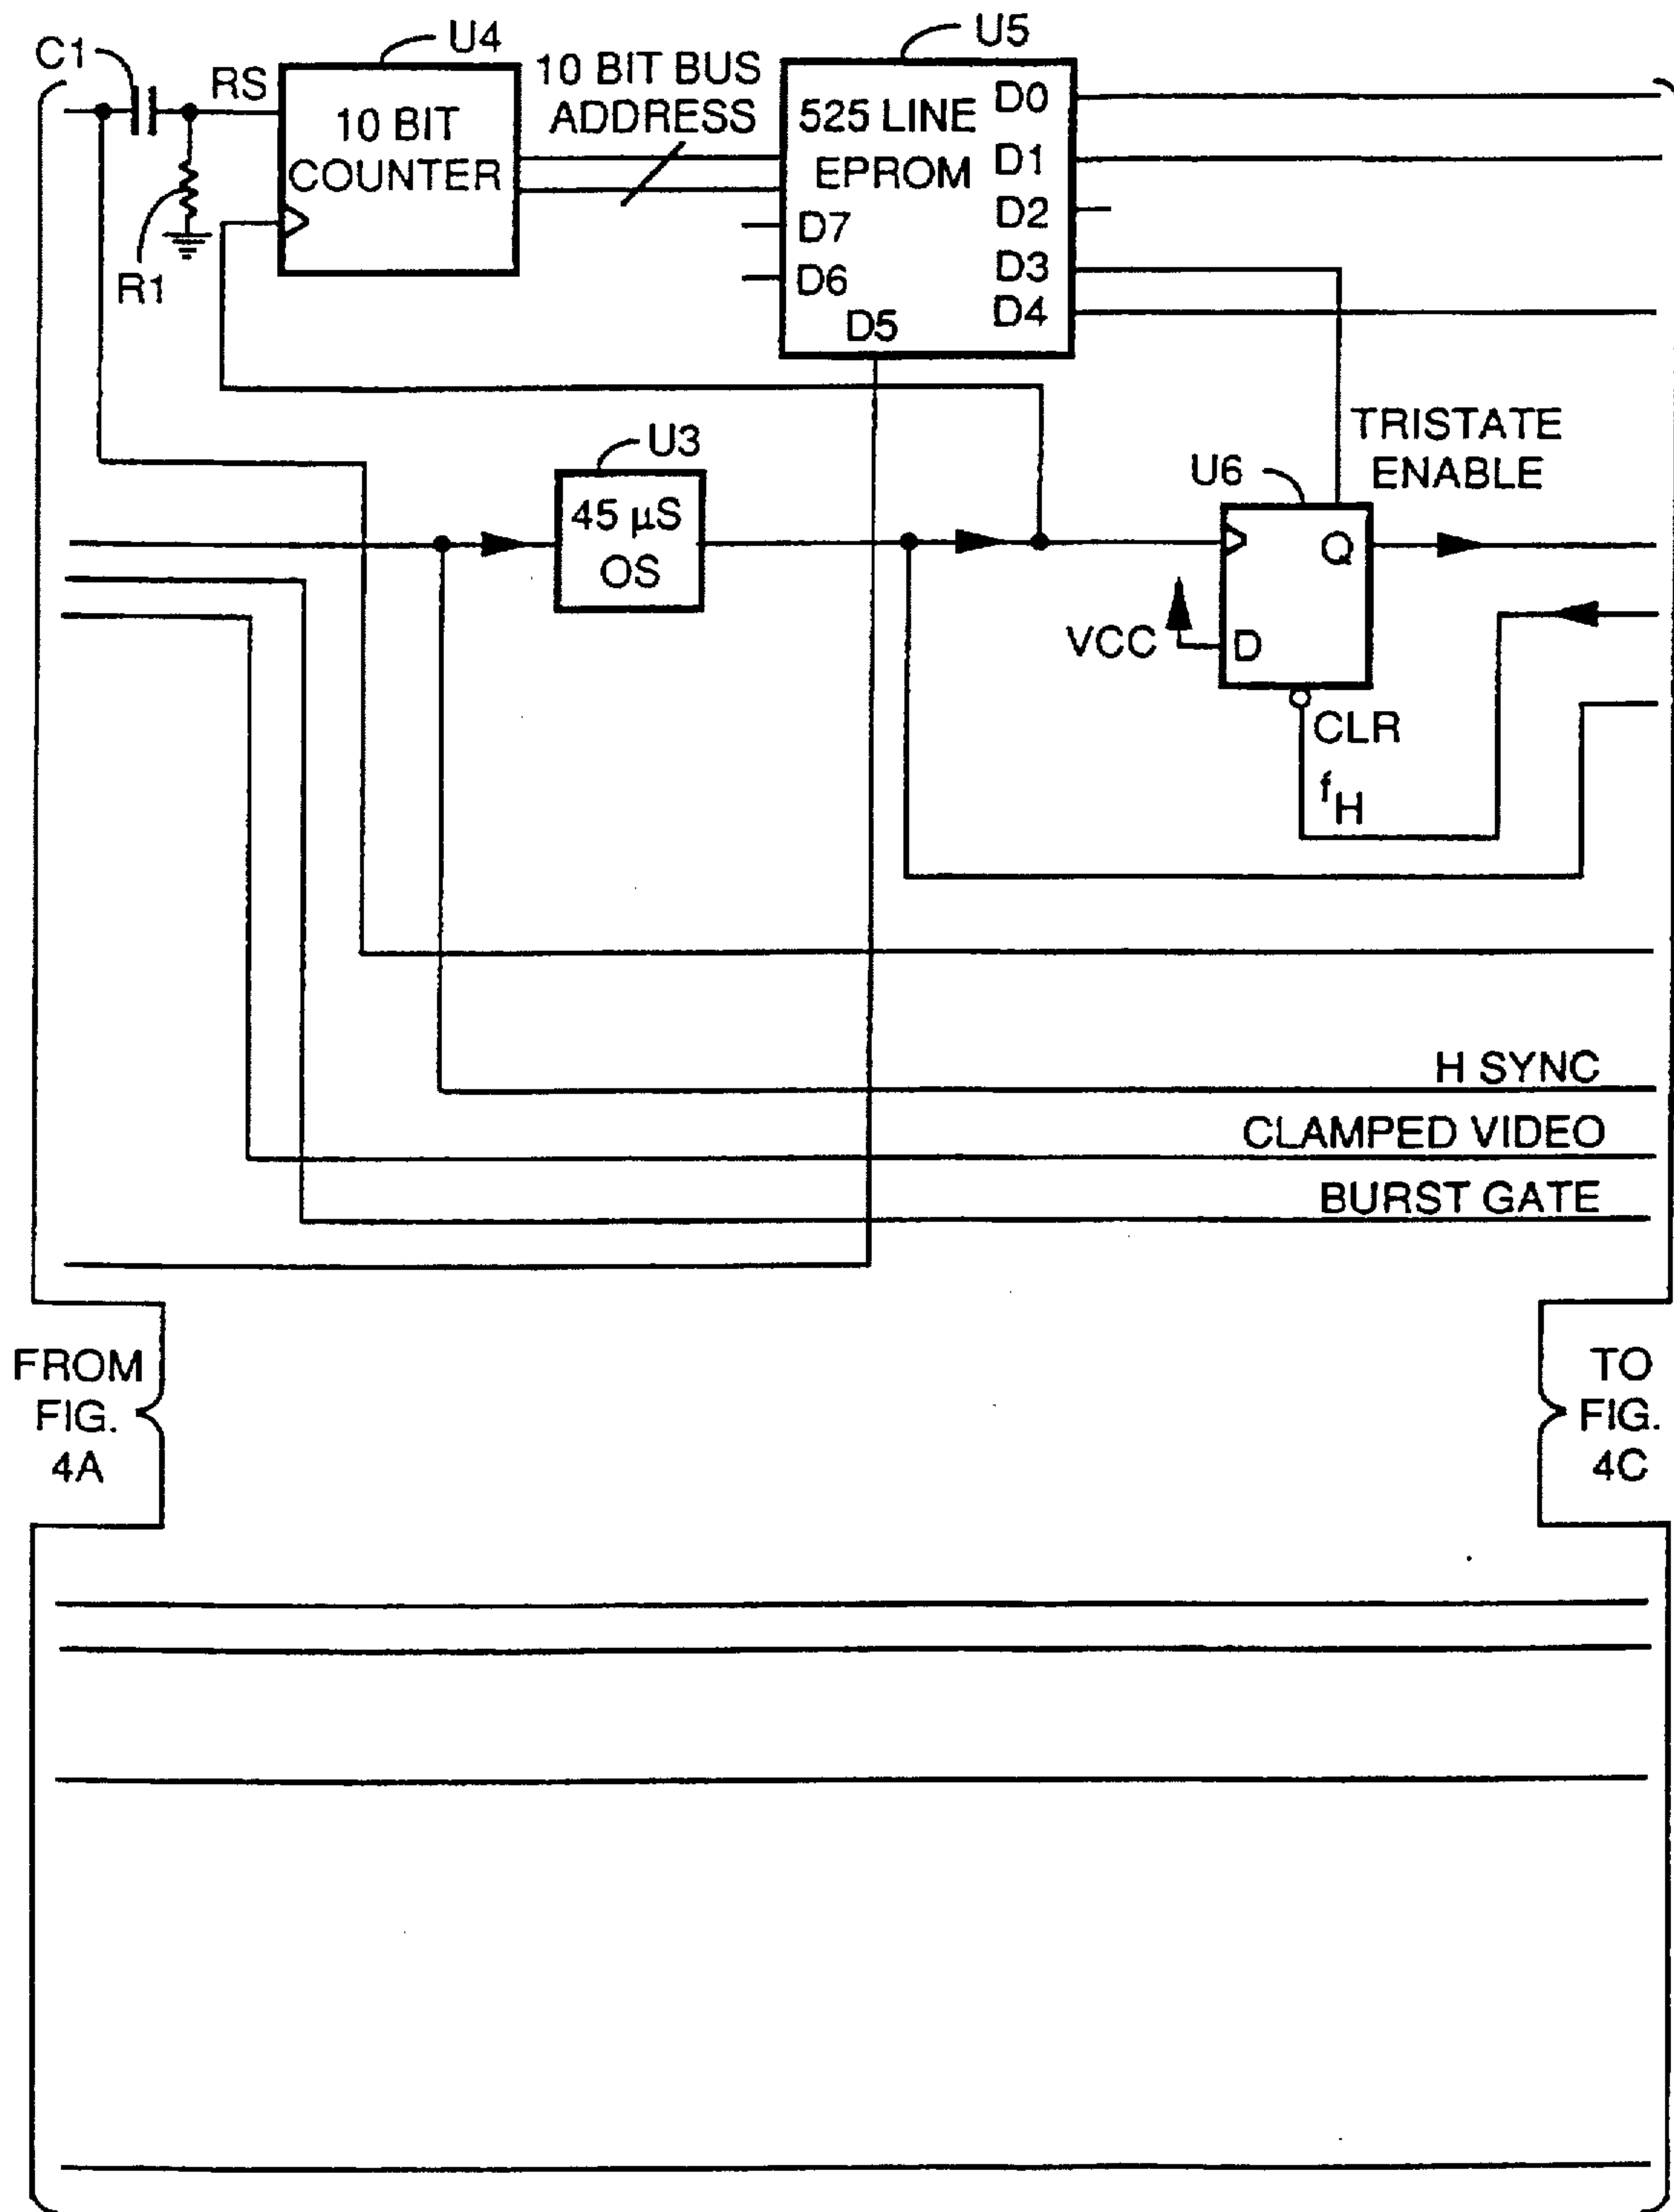 C1
RS
U4
10 BIT
COUNTER
R1
10 BIT BUS
ADDRESS
U5
525 LINE
EPROM
D0
D1
D2
D3
D4
D7
D6
D5
U3
45 µS
OS
TRISTATE
ENABLE
U6
Q
VCC
D
CLR
fH
H SYNC
CLAMPED VIDEO
BURST GATE
FROM
FIG.
4A
TO
FIG.
4C